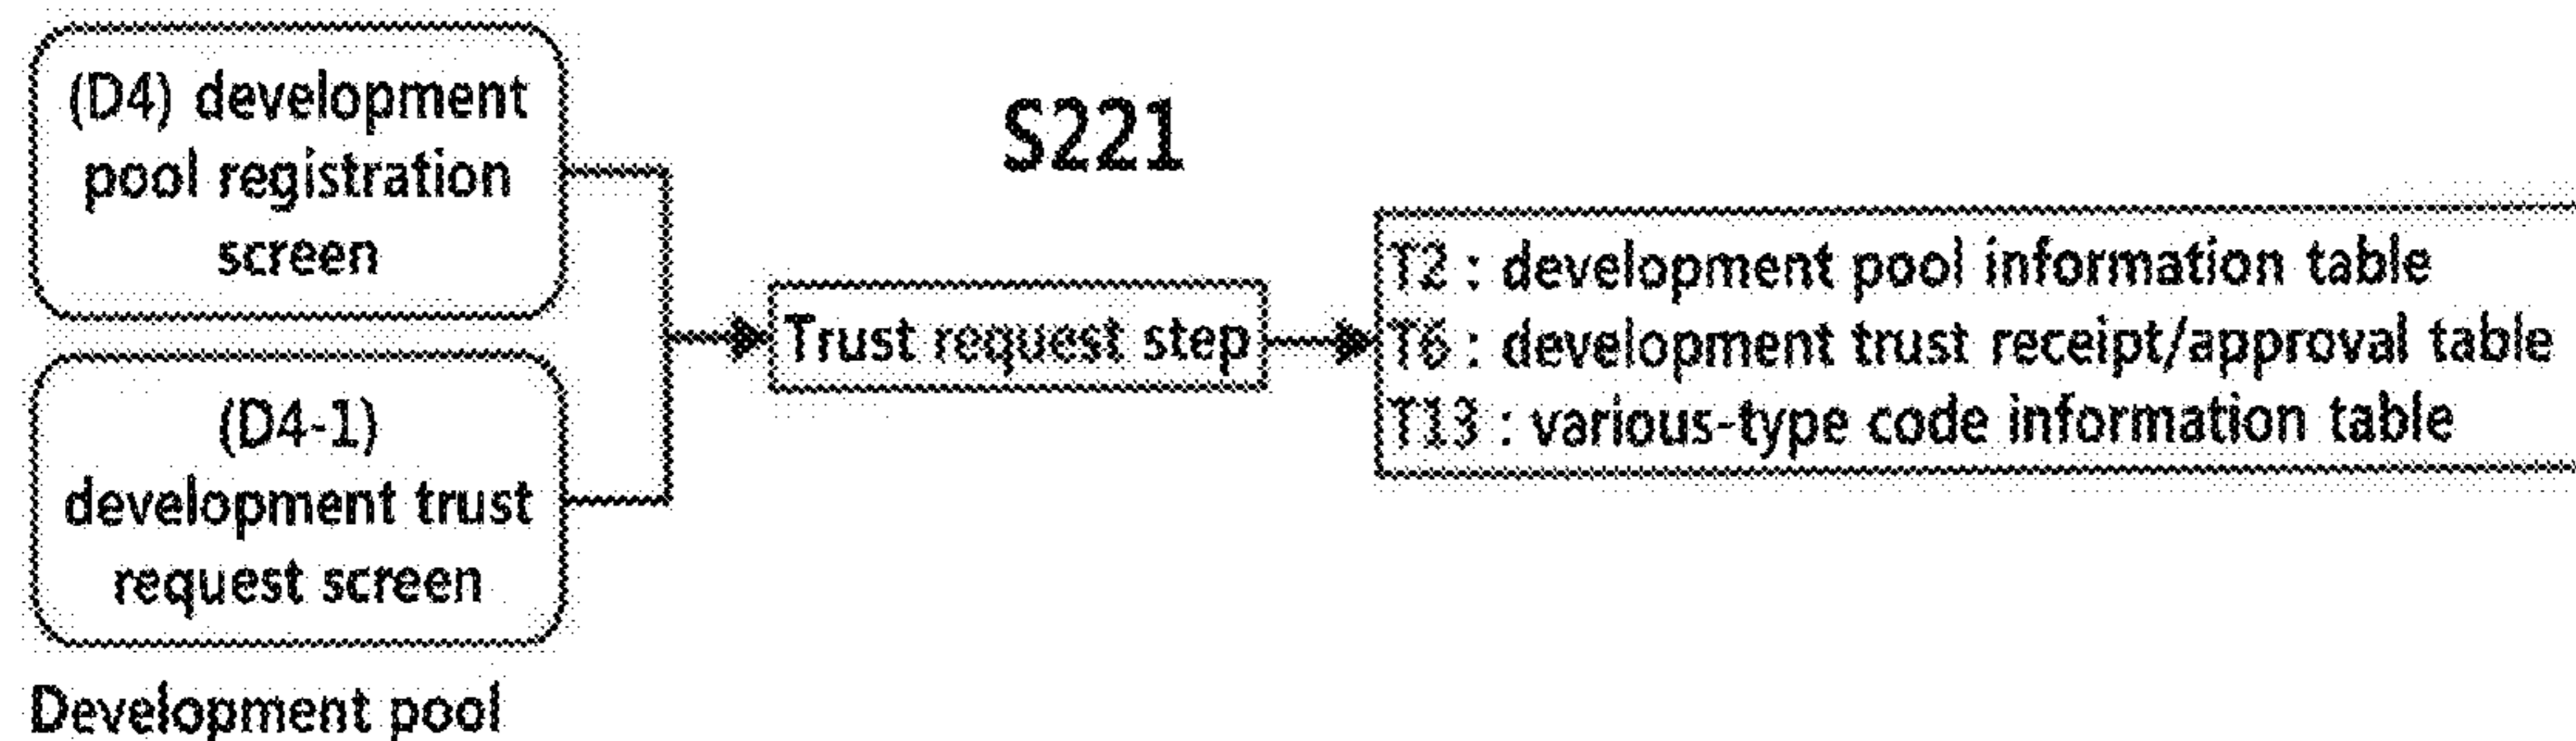 (D4) development
pool registration
screen
S221
(D4-1)
development trust
request screen
Development pool
Trust request step
T2 : development pool information table
T6 : development trust receipt/approval table
T13 : various-type code information table